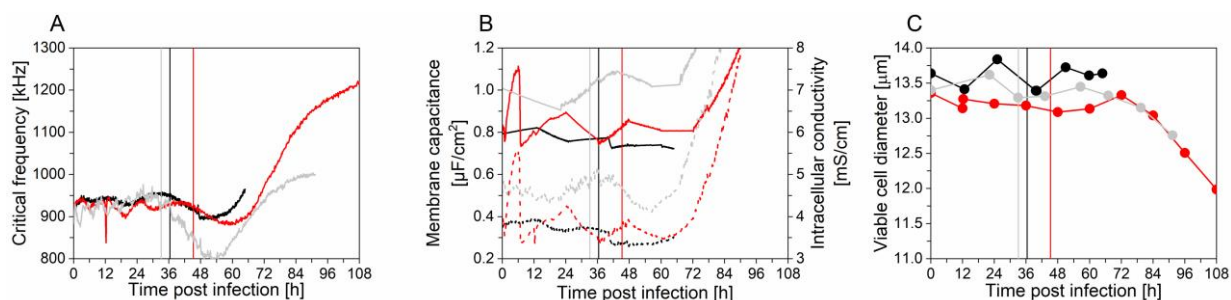 A
Critical frequency [kHz]
1300
1200
1100
1000
900
800
0 12 24 36 48 60 72 84 96 108
Time post infection [h]
B
Membrane capacitance
[µF/cm²]
1.2
1.0
0.8
0.6
0.4
0.2
0 12 24 36 48 60 72 84 96 108
Time post infection [h]
8
7
6
5
4
3
Intracellular conductivity
[mS/cm]
C
Viable cell diameter [µm]
14.0
13.5
13.0
12.5
12.0
11.5
0 12 24 36 48 60 72 84 96 108
Time post infection [h]